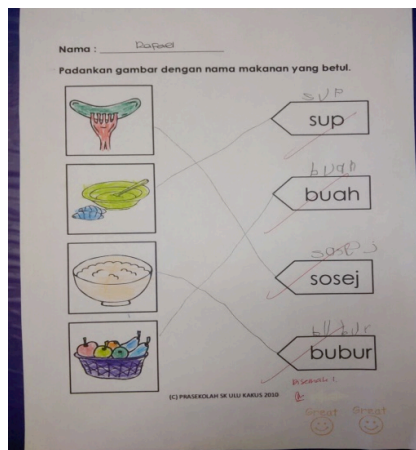 Nama :
Padankan gambar dengan nama makanan yang betul.
sup
sup
buah
buah
sosej
sosej
bubur
bubur
(C) PRASEKOLAH SK ULU KAKUS 2010
Great Great